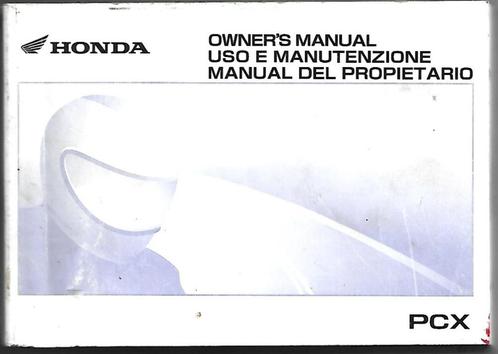 HONDA
OWNER'S MANUAL
USO E MANUTENZIONE
MANUAL DEL PROPIETARIO
PCX